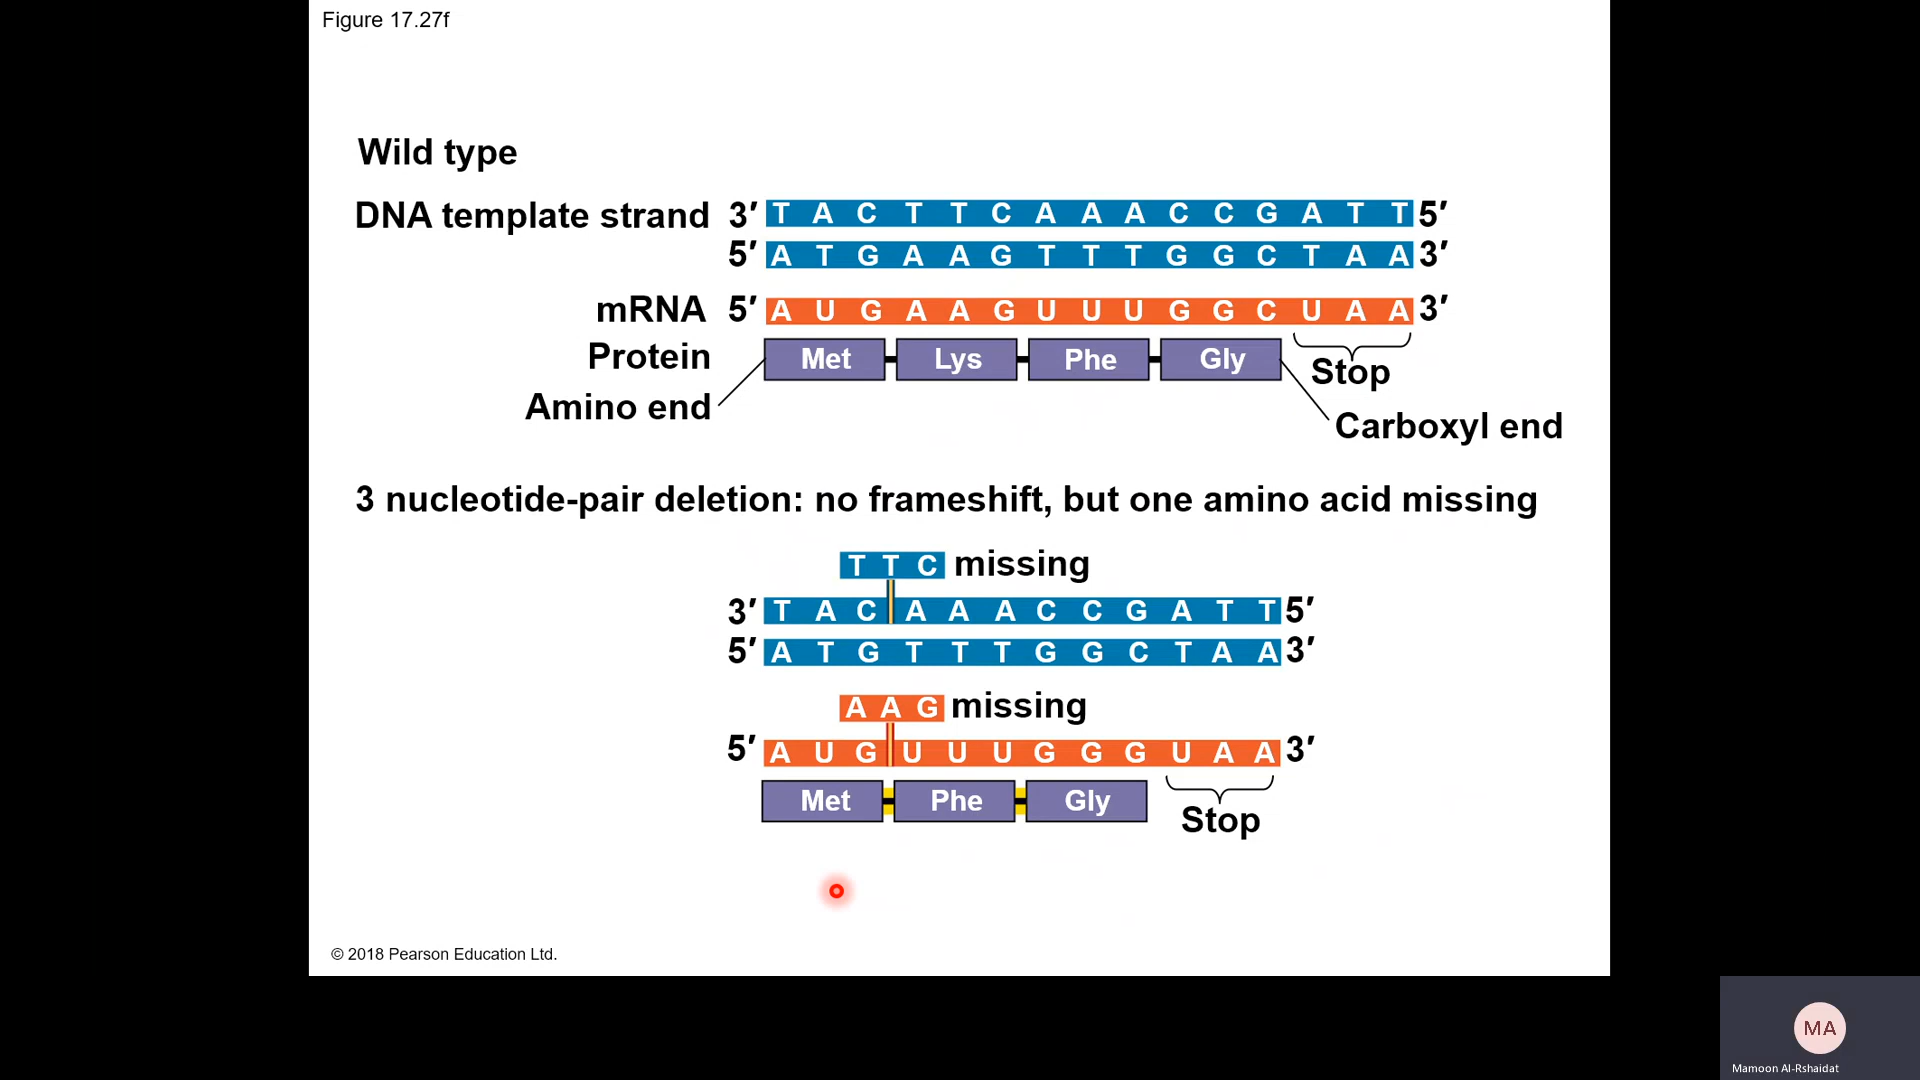 Figure 17.27f
Wild type
DNA template strand 3′ T A C T T C A A A C C G A T T 5′
5′ A T G A A G T T T G G C T A A 3′
mRNA 5′ A U G A A G U U U G G C U A A 3′
Protein Met Lys Phe Gly Stop
Amino end Carboxyl end
3 nucleotide-pair deletion: no frameshift, but one amino acid missing
T T C missing
3′ T A C A A A C C G A T T 5′
5′ A T G T T T G G C T A A 3′
A A G missing
5′ A U G U U U G G G U A A 3′
Met Phe Gly Stop
© 2018 Pearson Education Ltd.
MA
Mamoon Al-Rshaidat